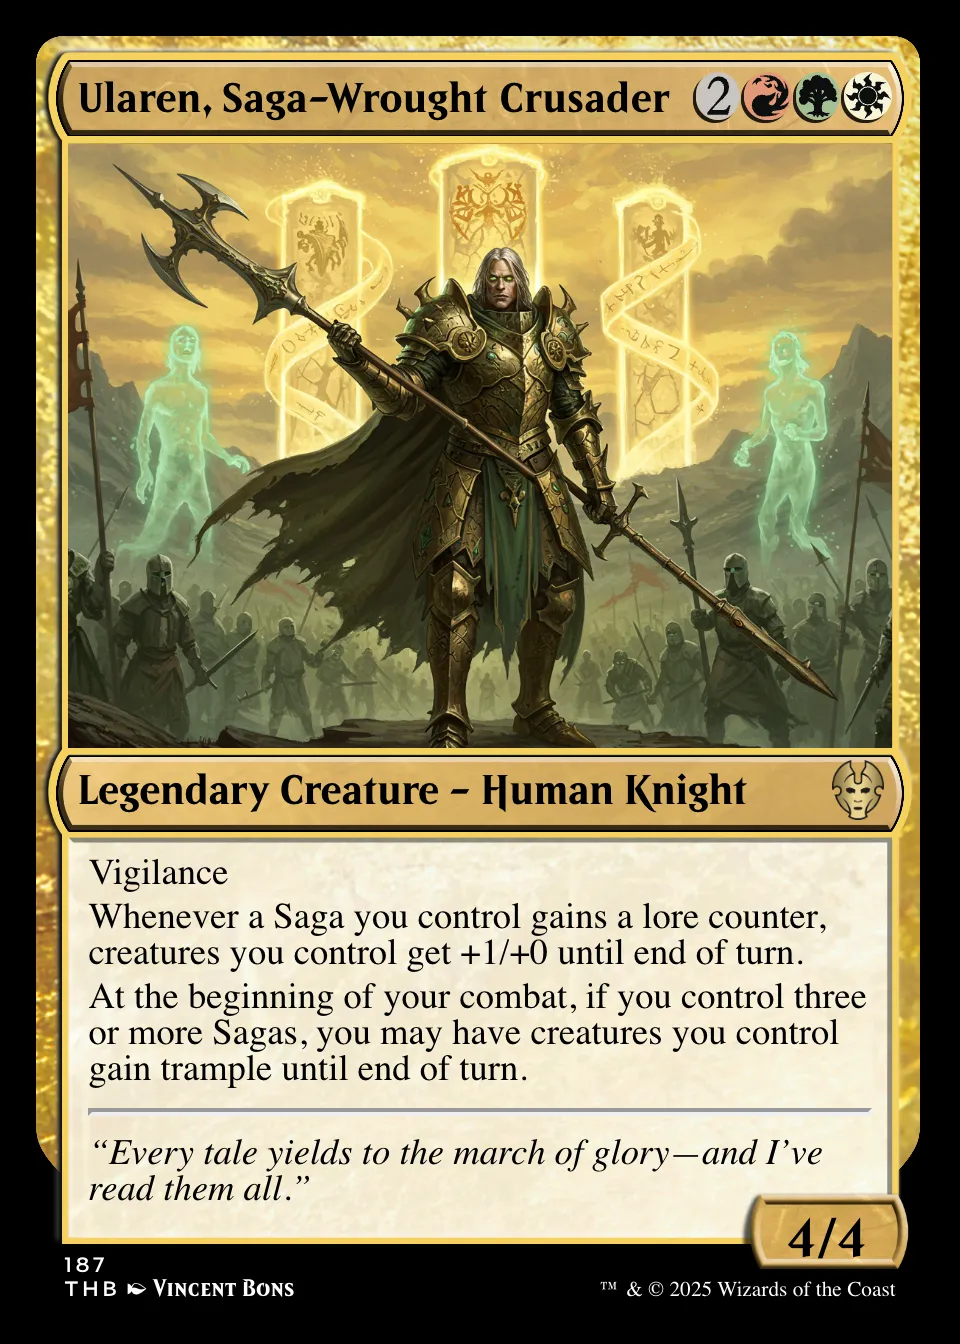 Ularen, Saga-Wrought Crusader 2
Legendary Creature – Human Knight
Vigilance
Whenever a Saga you control gains a lore counter,
creatures you control get +1/+0 until end of turn.
At the beginning of your combat, if you control three
or more Sagas, you may have creatures you control
gain trample until end of turn.
“Every tale yields to the march of glory—and I’ve
read them all.”
4/4
187
THB Vincent Bons
™ & © 2025 Wizards of the Coast